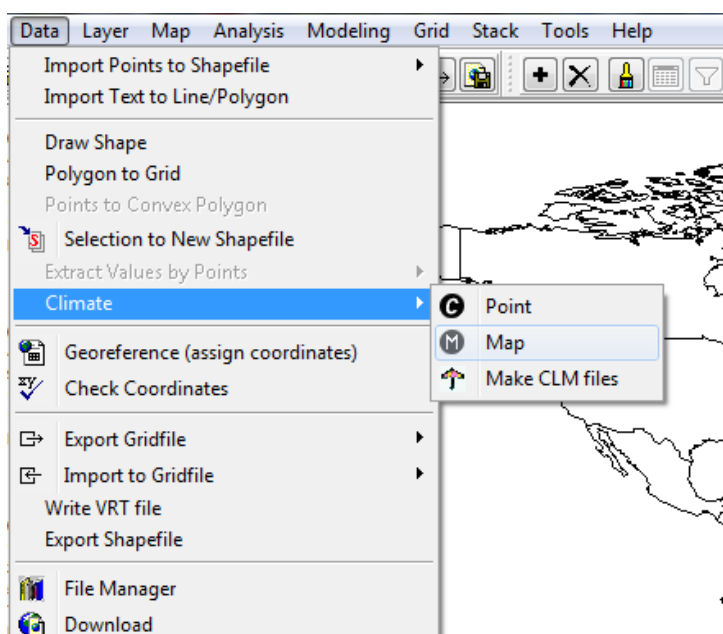 Data Layer Map Analysis Modeling Grid Stack Tools Help
Import Points to Shapefile
Import Text to Line/Polygon
Draw Shape
Polygon to Grid
Points to Convex Polygon
Selection to New Shapefile
Extract Values by Points
Climate
Point
Map
Make CLM files
Georeference (assign coordinates)
Check Coordinates
Export Gridfile
Import to Gridfile
Write VRT file
Export Shapefile
File Manager
Download